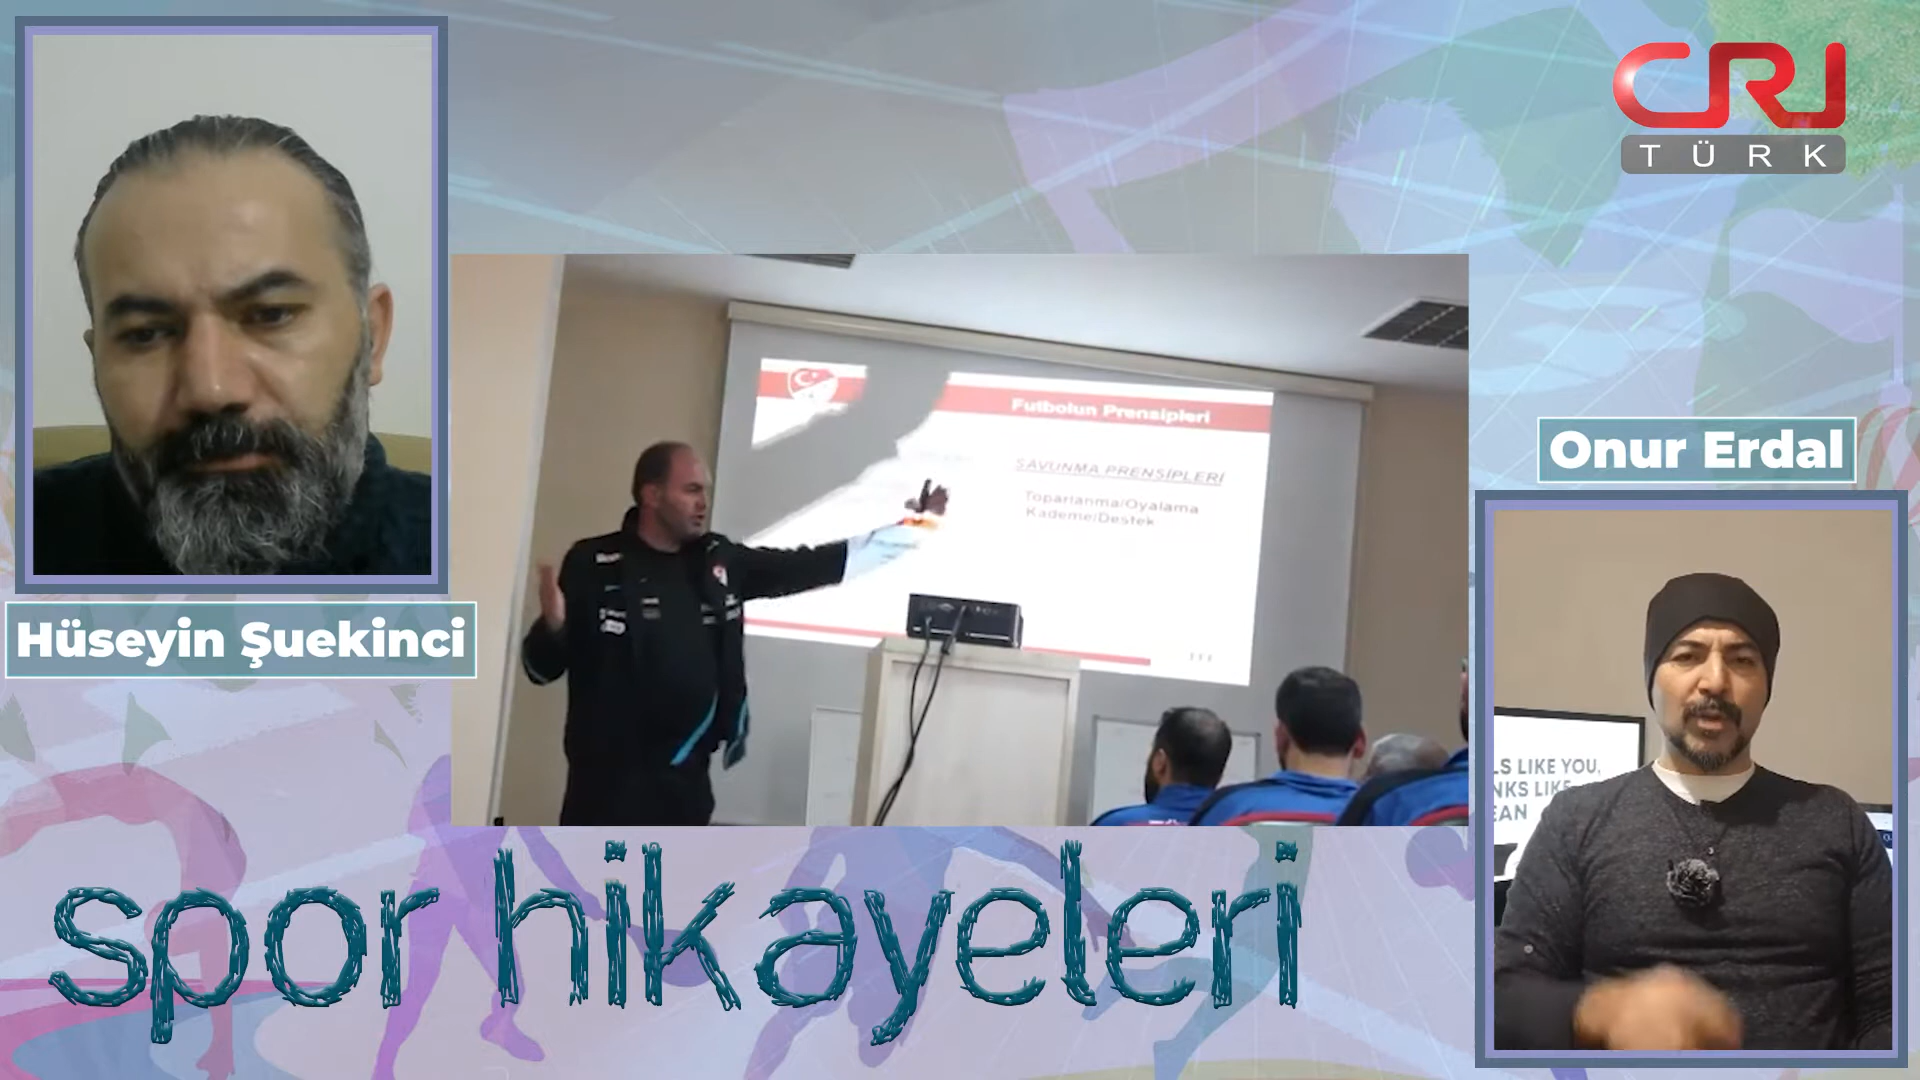 CRI
TÜRK
Futbolun Prensipleri
SAVUNMA PRENSİPLERİ
Toparlanma/Oyalama
Kademe/Destek
Onur Erdal
Hüseyin Şuekinci
LS LIKE YOU,
NKS LIKE
EAN
spor hikayeleri